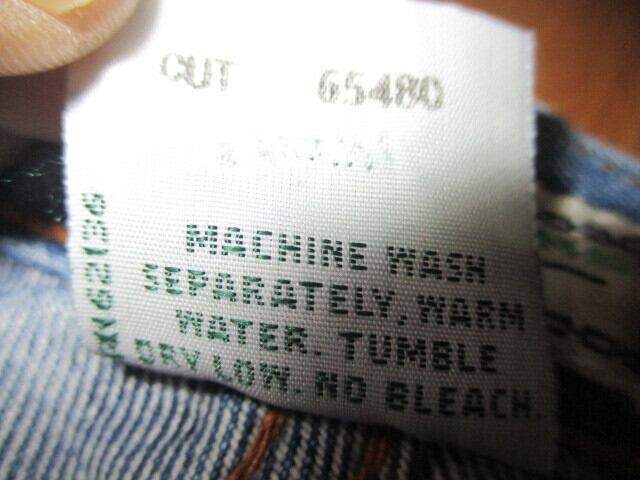 CUT 65480
MACHINE WASH
SEPARATELY, WARM
WATER. TUMBLE
DRY LOW. NO BLEACH.